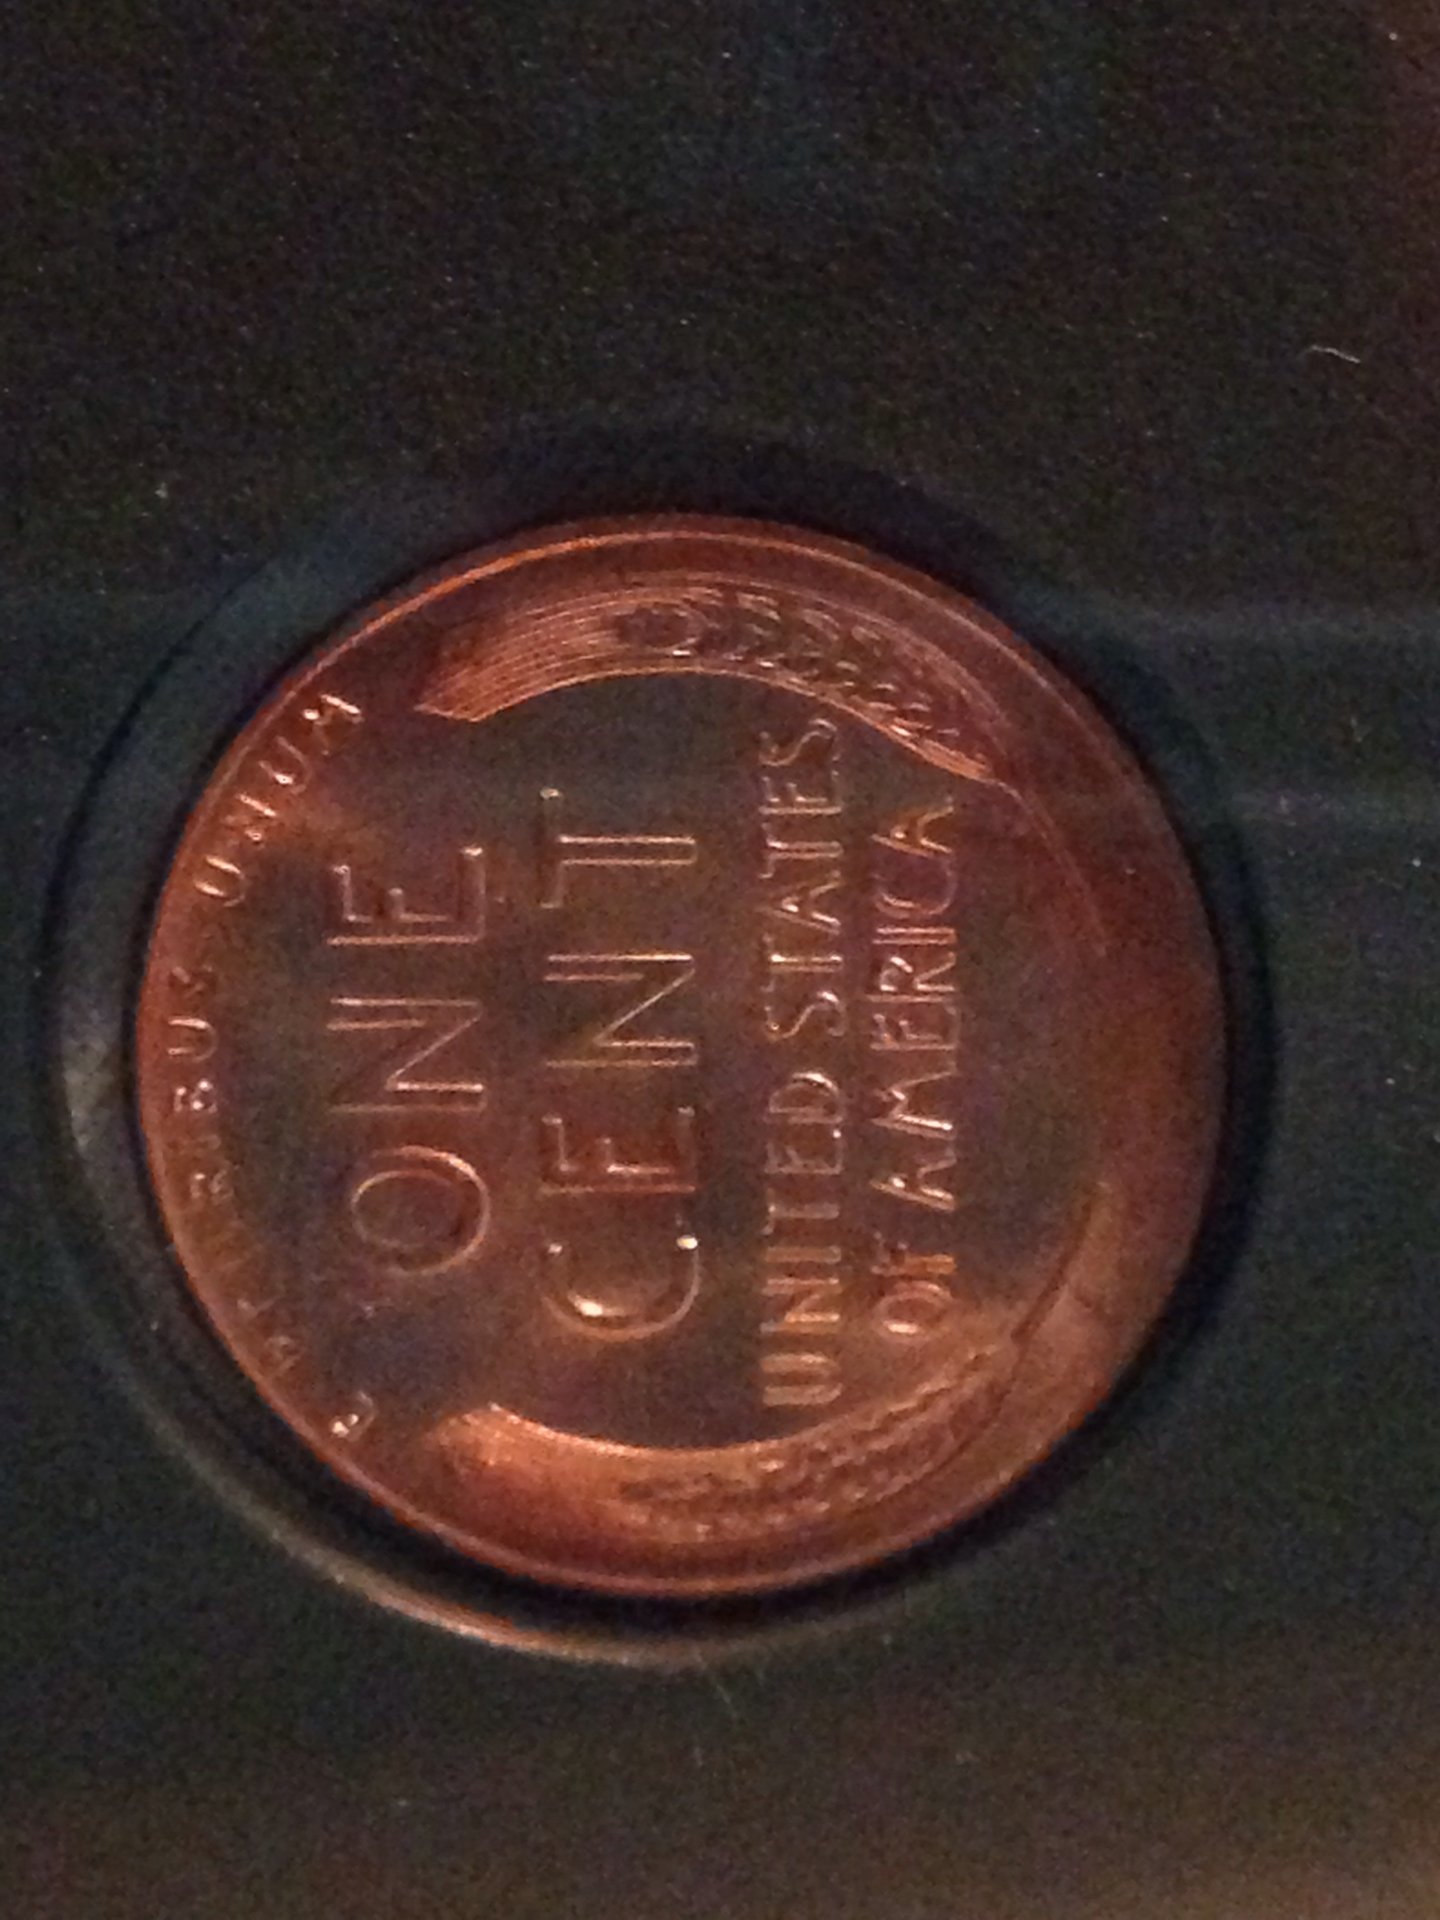 E PLURIBUS UNUM
ONE
CENT
UNITED STATES
OF AMERICA